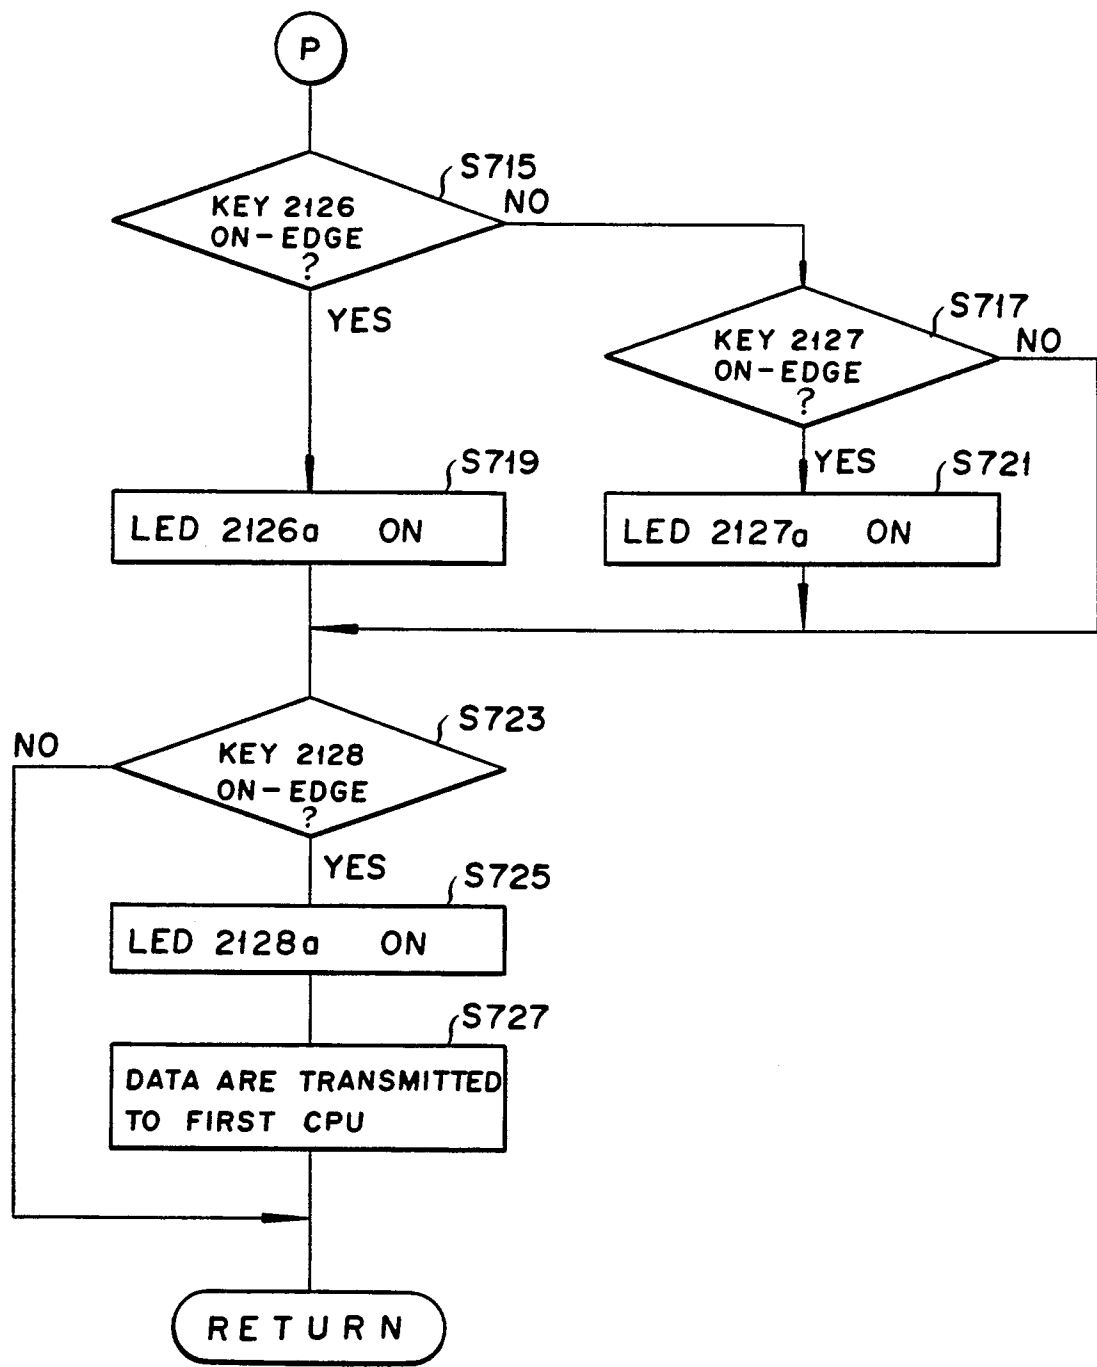 P
S715
KEY 2126
ON-EDGE
?
NO
YES
S717
KEY 2127
ON-EDGE
?
NO
YES
S719
LED 2126a ON
S721
LED 2127a ON
S723
KEY 2128
ON-EDGE
?
NO
YES
S725
LED 2128a ON
S727
DATA ARE TRANSMITTED
TO FIRST CPU
RETURN